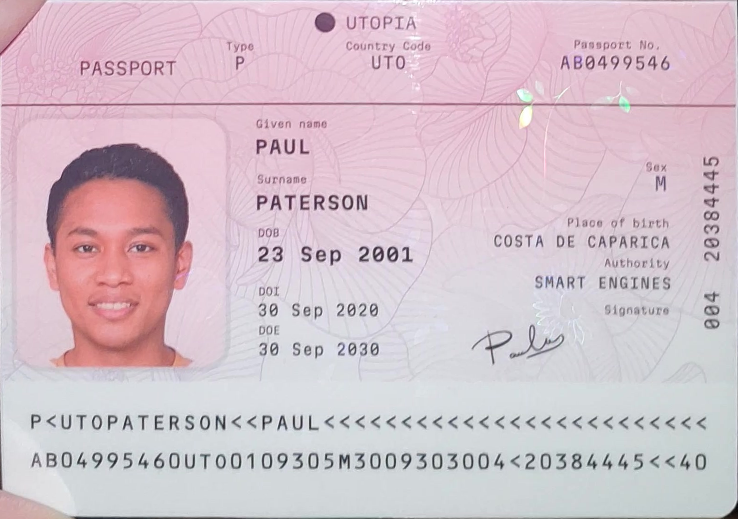 UTOPIA
PASSPORT
Type
P
Country Code
UTO
Passport No.
AB0499546
Given name
PAUL
Surname
PATERSON
DOB
23 Sep 2001
DOI
30 Sep 2020
DOE
30 Sep 2030
Sex
M
Place of birth
COSTA DE CAPARICA
Authority
SMART ENGINES
Signature
Paulus
004 20384445
P<UTOPATERSON<<PAUL<<<<<<<<<<<<<<<<<<<<<<<<<
AB04995460UTO0109305M3009303004<20384445<<40